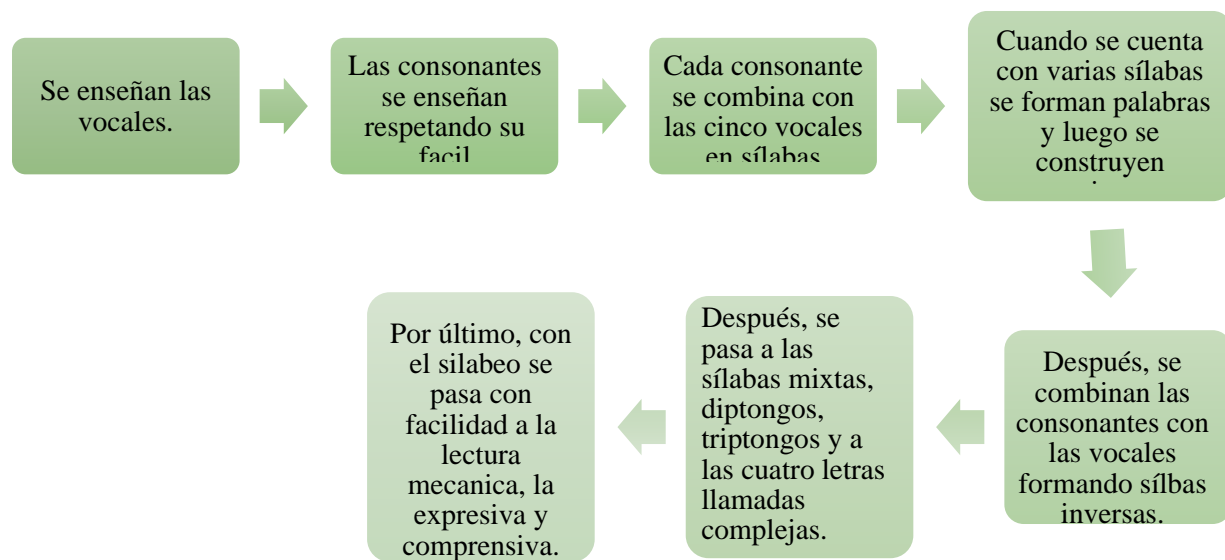 Se enseñan las
vocales.
Las consonantes
se enseñan
respetando su
facil
Cada consonante
se combina con
las cinco vocales
en sílabas
Cuando se cuenta
con varias sílabas
se forman palabras
y luego se
construyen
Después, se
combinan las
consonantes con
las vocales
formando sílbas
inversas.
Después, se
pasa a las
sílabas mixtas,
diptongos,
triptongos y a
las cuatro letras
llamadas
complejas.
Por último, con
el silabeo se
pasa con
facilidad a la
lectura
mecanica, la
expresiva y
comprensiva.